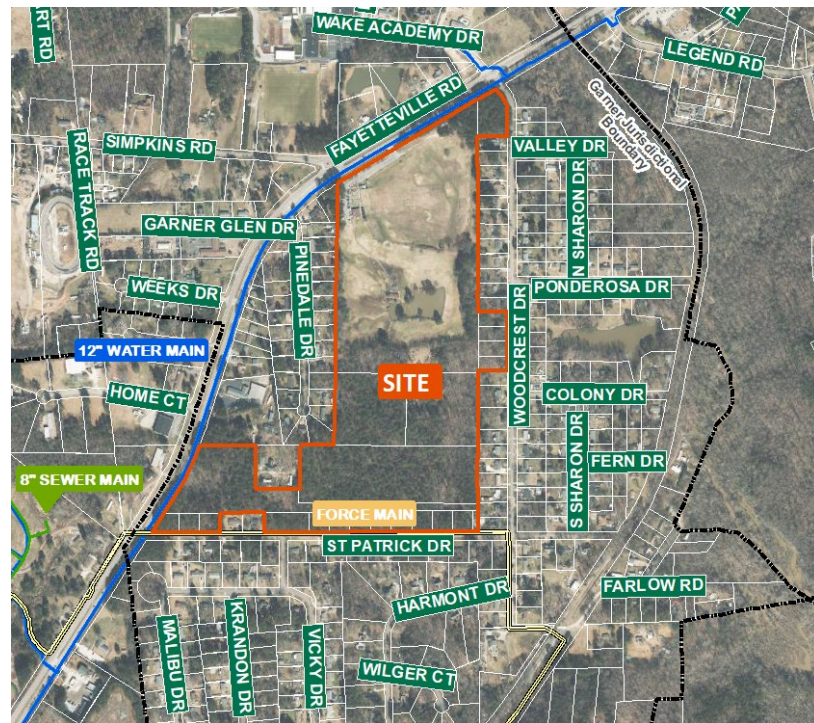 WAKE ACADEMY DR
LEGEND RD
FAYETTEVILLE RD
RACE TRACK RD
SIMPKINS RD
VALLEY DR
Garner Jurisdictional
Boundary
N SHARON DR
GARNER GLEN DR
PINEDALE DR
WEEKS DR
PONDEROSA DR
12" WATER MAIN
WOODCREST DR
SITE
HOME CT
COLONY DR
8" SEWER MAIN
S SHARON DR
FERN DR
FORCE MAIN
ST PATRICK DR
HARMONT DR
FARLOW RD
MALIBU DR
KRANDON DR
VICKY DR
WILGER CT